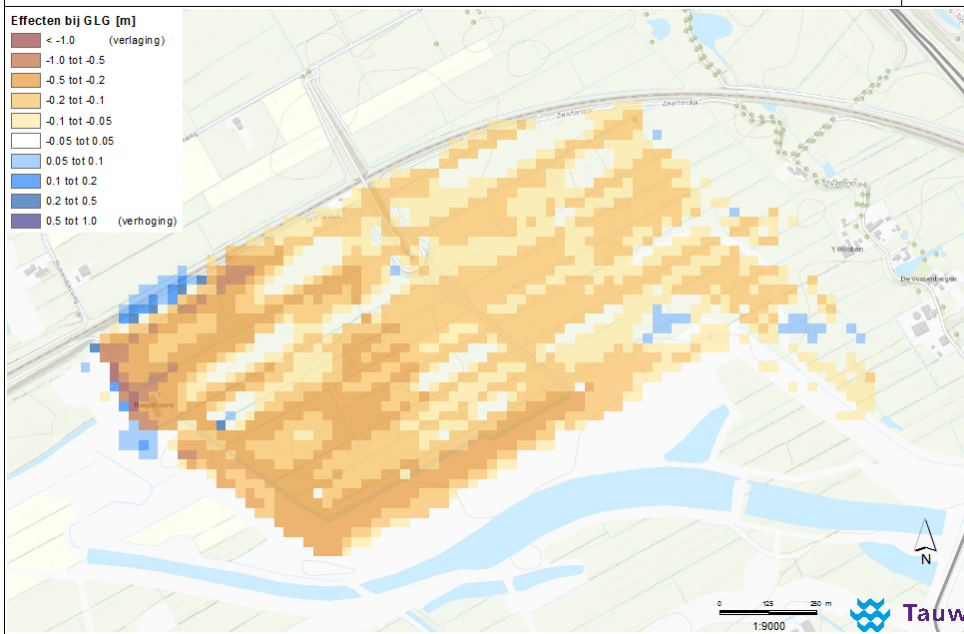 Effecten bij GLG [m]
< -1.0 (verlaging)
-1.0 tot -0.5
-0.5 tot -0.2
-0.2 tot -0.1
-0.1 tot -0.05
-0.05 tot 0.05
0.05 tot 0.1
0.1 tot 0.2
0.2 tot 0.5
0.5 tot 1.0 (verhoging)
Zwartendijk
De Vossenbergen
N
0 125 250 m
1:9000
Tauw